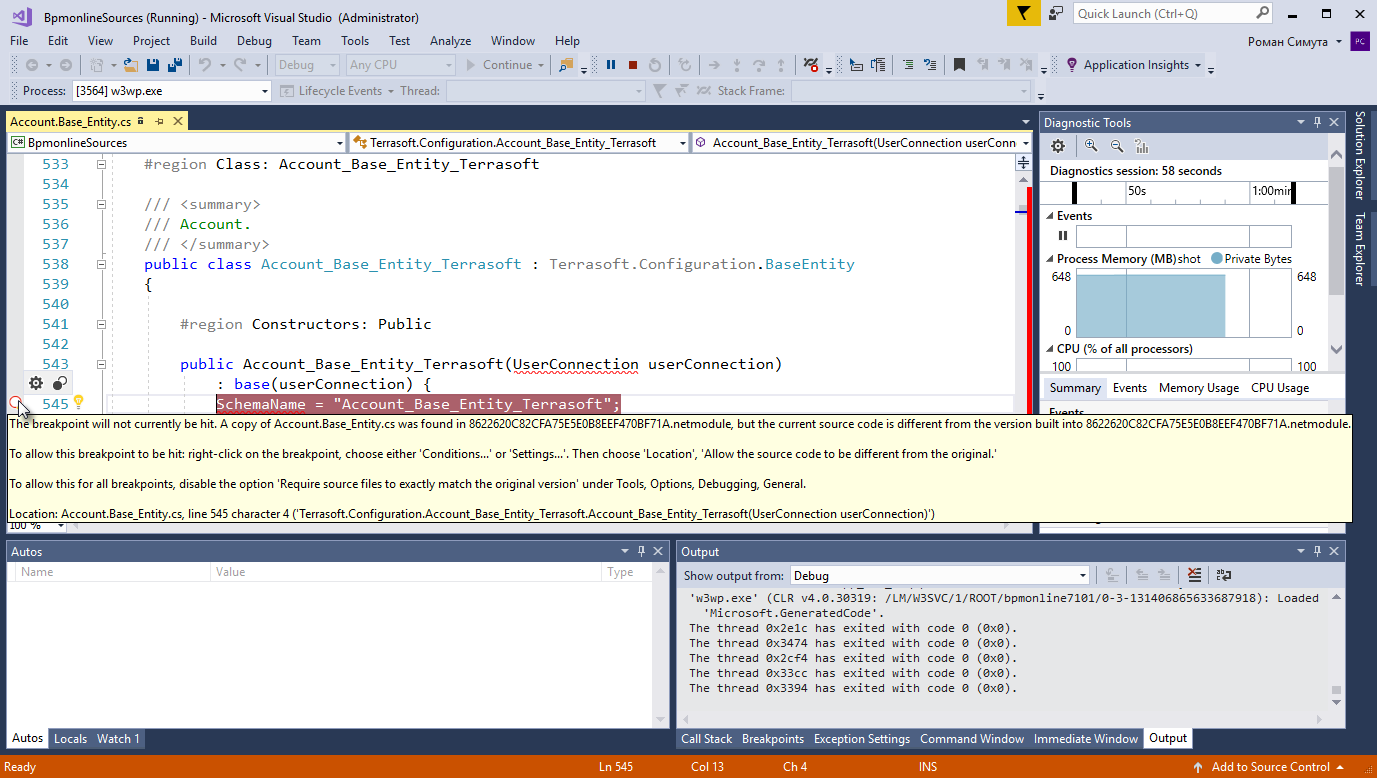 BpmonlineSources (Running) - Microsoft Visual Studio (Administrator)
Quick Launch (Ctrl+Q)
File Edit View Project Build Debug Team Tools Test Analyze Window Help
Роман Симута PC
Debug Any CPU Continue Application Insights
Process: [3564] w3wp.exe Lifecycle Events Thread: Stack Frame:
Account.Base_Entity.cs
C# BpmonlineSources Terrasoft.Configuration.Account_Base_Entity_Terrasoft Account_Base_Entity_Terrasoft(UserConnection userConn
533 #region Class: Account_Base_Entity_Terrasoft
534
535 /// <summary>
536 /// Account.
537 /// </summary>
538 public class Account_Base_Entity_Terrasoft : Terrasoft.Configuration.BaseEntity
539 {
540
541 #region Constructors: Public
542
543 public Account_Base_Entity_Terrasoft(UserConnection userConnection)
: base(userConnection) {
545 SchemaName = "Account_Base_Entity_Terrasoft";
Diagnostic Tools
Diagnostics session: 58 seconds
50s 1:00min
Events
Process Memory (MB)shot Private Bytes
648 648
0 0
CPU (% of all processors)
100 100
Summary Events Memory Usage CPU Usage
Events
Solution Explorer
Team Explorer
The breakpoint will not currently be hit. A copy of Account.Base_Entity.cs was found in 8622620C82CFA75E5E0B8EEF470BF71A.netmodule, but the current source code is different from the version built into 8622620C82CFA75E5E0B8EEF470BF71A.netmodule.
To allow this breakpoint to be hit: right-click on the breakpoint, choose either 'Conditions...' or 'Settings...'. Then choose 'Location', 'Allow the source code to be different from the original.'
To allow this for all breakpoints, disable the option 'Require source files to exactly match the original version' under Tools, Options, Debugging, General.
Location: Account.Base_Entity.cs, line 545 character 4 ('Terrasoft.Configuration.Account_Base_Entity_Terrasoft.Account_Base_Entity_Terrasoft(UserConnection userConnection)')
100 %
Autos
Name Value Type
Autos Locals Watch 1
Output
Show output from: Debug
'w3wp.exe' (CLR v4.0.30319: /LM/W3SVC/1/ROOT/bpmonline7101/0-3-131406865633687918): Loaded
'Microsoft.GeneratedCode'.
The thread 0x2e1c has exited with code 0 (0x0).
The thread 0x3474 has exited with code 0 (0x0).
The thread 0x2cf4 has exited with code 0 (0x0).
The thread 0x33cc has exited with code 0 (0x0).
The thread 0x3394 has exited with code 0 (0x0).
Call Stack Breakpoints Exception Settings Command Window Immediate Window Output
Ready Ln 545 Col 13 Ch 4 INS Add to Source Control